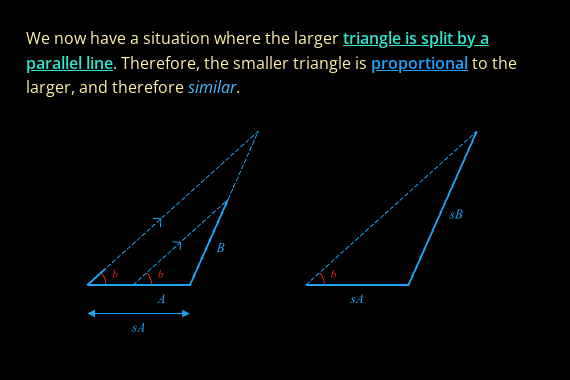 We now have a situation where the larger triangle is split by a
parallel line. Therefore, the smaller triangle is proportional to the
larger, and therefore similar.
sB
B
b b b
A sA
sA